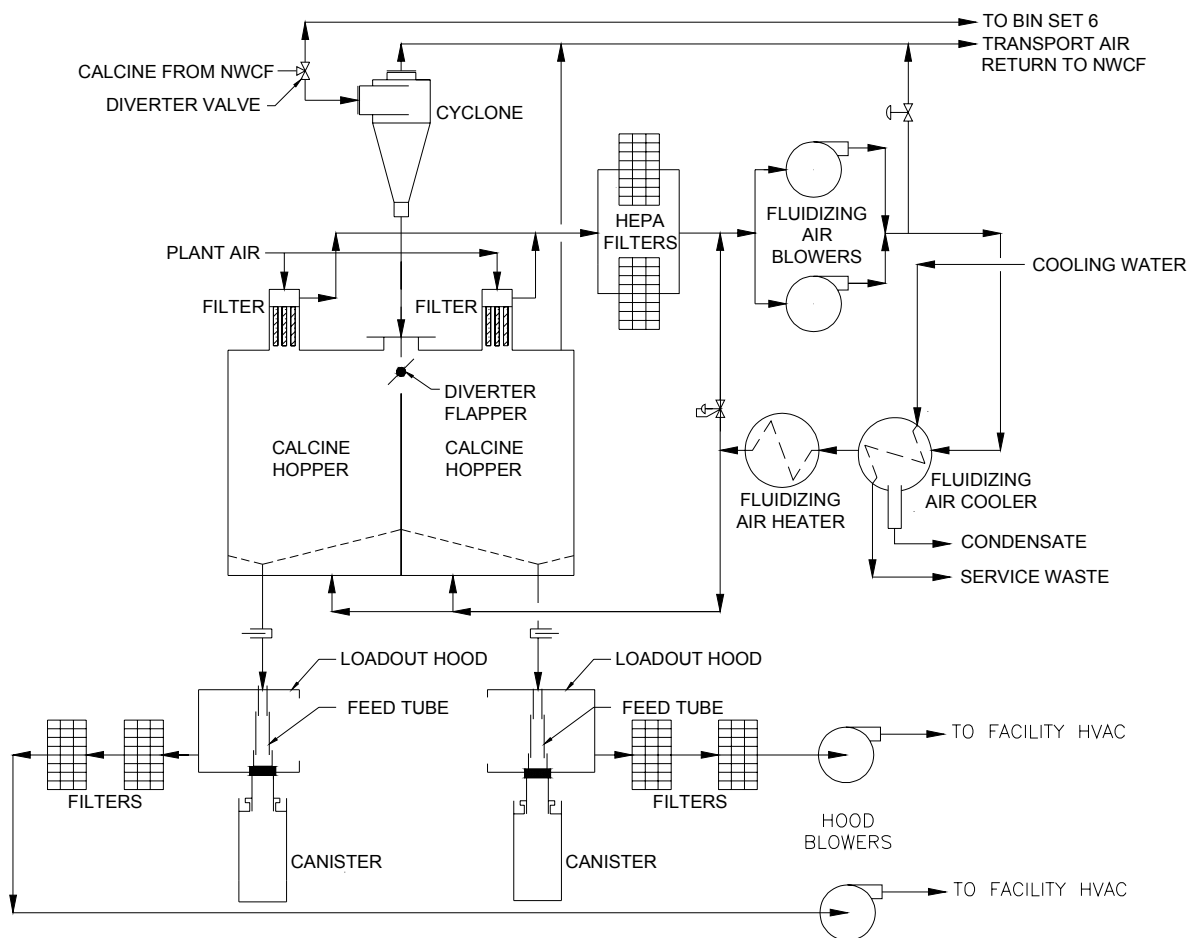 TO BIN SET 6
TRANSPORT AIR
RETURN TO NWCF
CALCINE FROM NWCF
DIVERTER VALVE
CYCLONE
HEPA
FILTERS
FLUIDIZING
AIR
BLOWERS
PLANT AIR
COOLING WATER
FILTER
FILTER
DIVERTER
FLAPPER
CALCINE
HOPPER
CALCINE
HOPPER
FLUIDIZING
AIR HEATER
FLUIDIZING
AIR COOLER
CONDENSATE
SERVICE WASTE
LOADOUT HOOD
LOADOUT HOOD
FEED TUBE
FEED TUBE
TO FACILITY HVAC
FILTERS
FILTERS
HOOD
BLOWERS
CANISTER
CANISTER
TO FACILITY HVAC